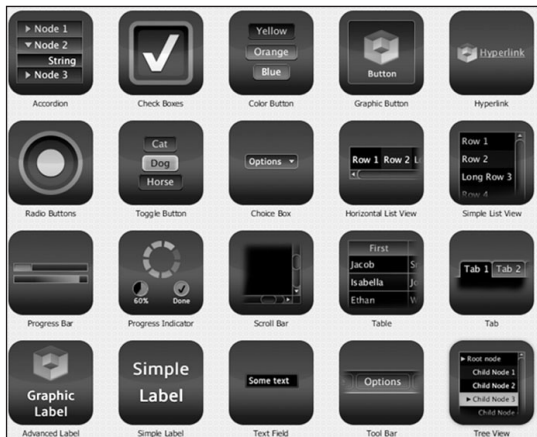 Node 1
Node 2
String
Node 3
Accordion
Check Boxes
Yellow
Orange
Blue
Color Button
Button
Graphic Button
Hyperlink
Hyperlink
Radio Buttons
Cat
Dog
Horse
Toggle Button
Options
Choice Box
Row 1 Row 2 Lo
Horizontal List View
Row 1
Row 2
Long Row 3
Row 4
Simple List View
Progress Bar
60% Done
Progress Indicator
Scroll Bar
First
Jacob
Isabella
Ethan
Table
Tab 1 Tab 2
Tab
Graphic
Label
Advanced Label
Simple
Label
Simple Label
Some text
Text Field
Options
Tool Bar
Root node
Child Node 1
Child Node 2
Child Node 3
Child Node
Tree View